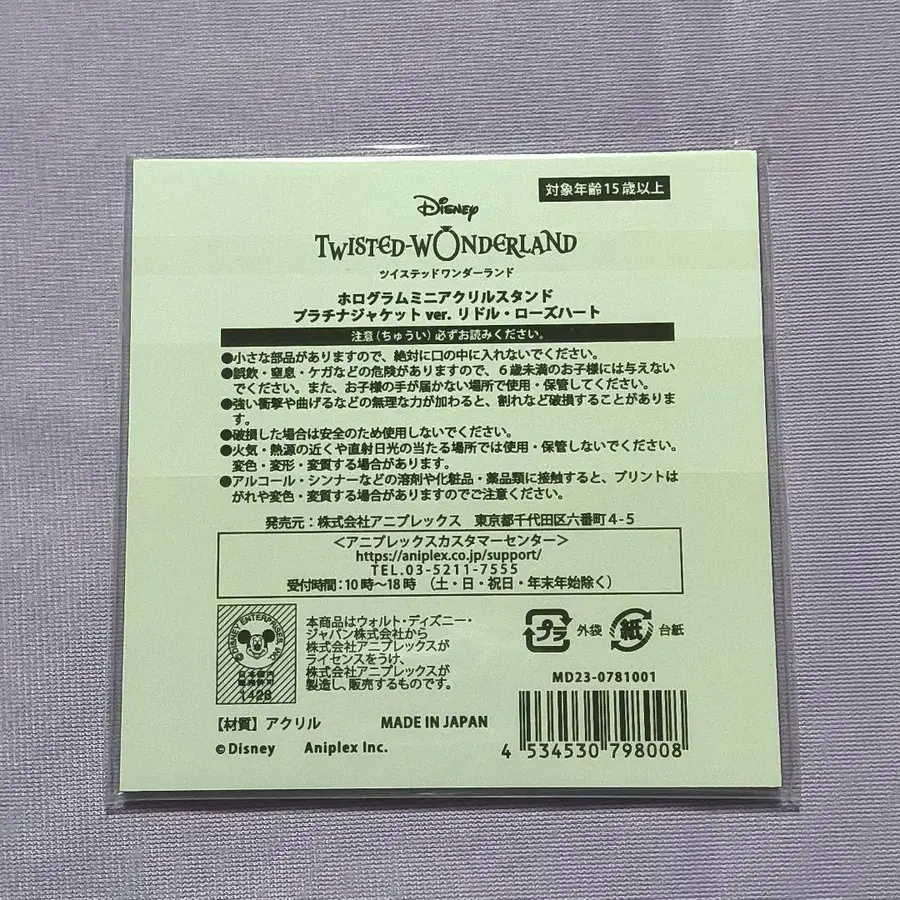 対象年齢15歳以上
Disney
TWISTED-WONDERLAND
ツイステッドワンダーランド
ホログラムミニアクリルスタンド
プラチナジャケット ver. リドル・ローズハート
注意(ちゅうい)必ずお読みください。
●小さな部品がありますので、絶対に口の中に入れないでください。
●誤飲・窒息・ケガなどの危険がありますので、6歳未満のお子様には与えない
でください。また、お子様の手が届かない場所で使用・保管してください。
●強い衝撃や曲げるなどの無理な力が加わると、割れなど破損することがありま
す。
●破損した場合は安全のため使用しないでください。
●火気・熱源の近くや直射日光の当たる場所では使用・保管しないでください。
変色・変形・変質する場合があります。
●アルコール・シンナーなどの溶剤や化粧品・薬品類に接触すると、プリントは
がれや変色・変質する場合がありますのでご注意ください。
発売元:株式会社アニプレックス 東京都千代田区六番町4-5
<アニプレックスカスタマーセンター>
https://aniplex.co.jp/support/
TEL.03-5211-7555
受付時間:10時~18時 (土・日・祝日・年末年始除く)
©DISNEY ENTERPRISES, INC.
日本国内
販売許可
1428
本商品はウォルト・ディズニー・
ジャパン株式会社から
株式会社アニプレックスが
ライセンスをうけ、
株式会社アニプレックスが
製造し、販売するものです。
プラ 外袋
紙 台紙
MD23-0781001
4 534530 798008
【材質】アクリル MADE IN JAPAN
©Disney Aniplex Inc.